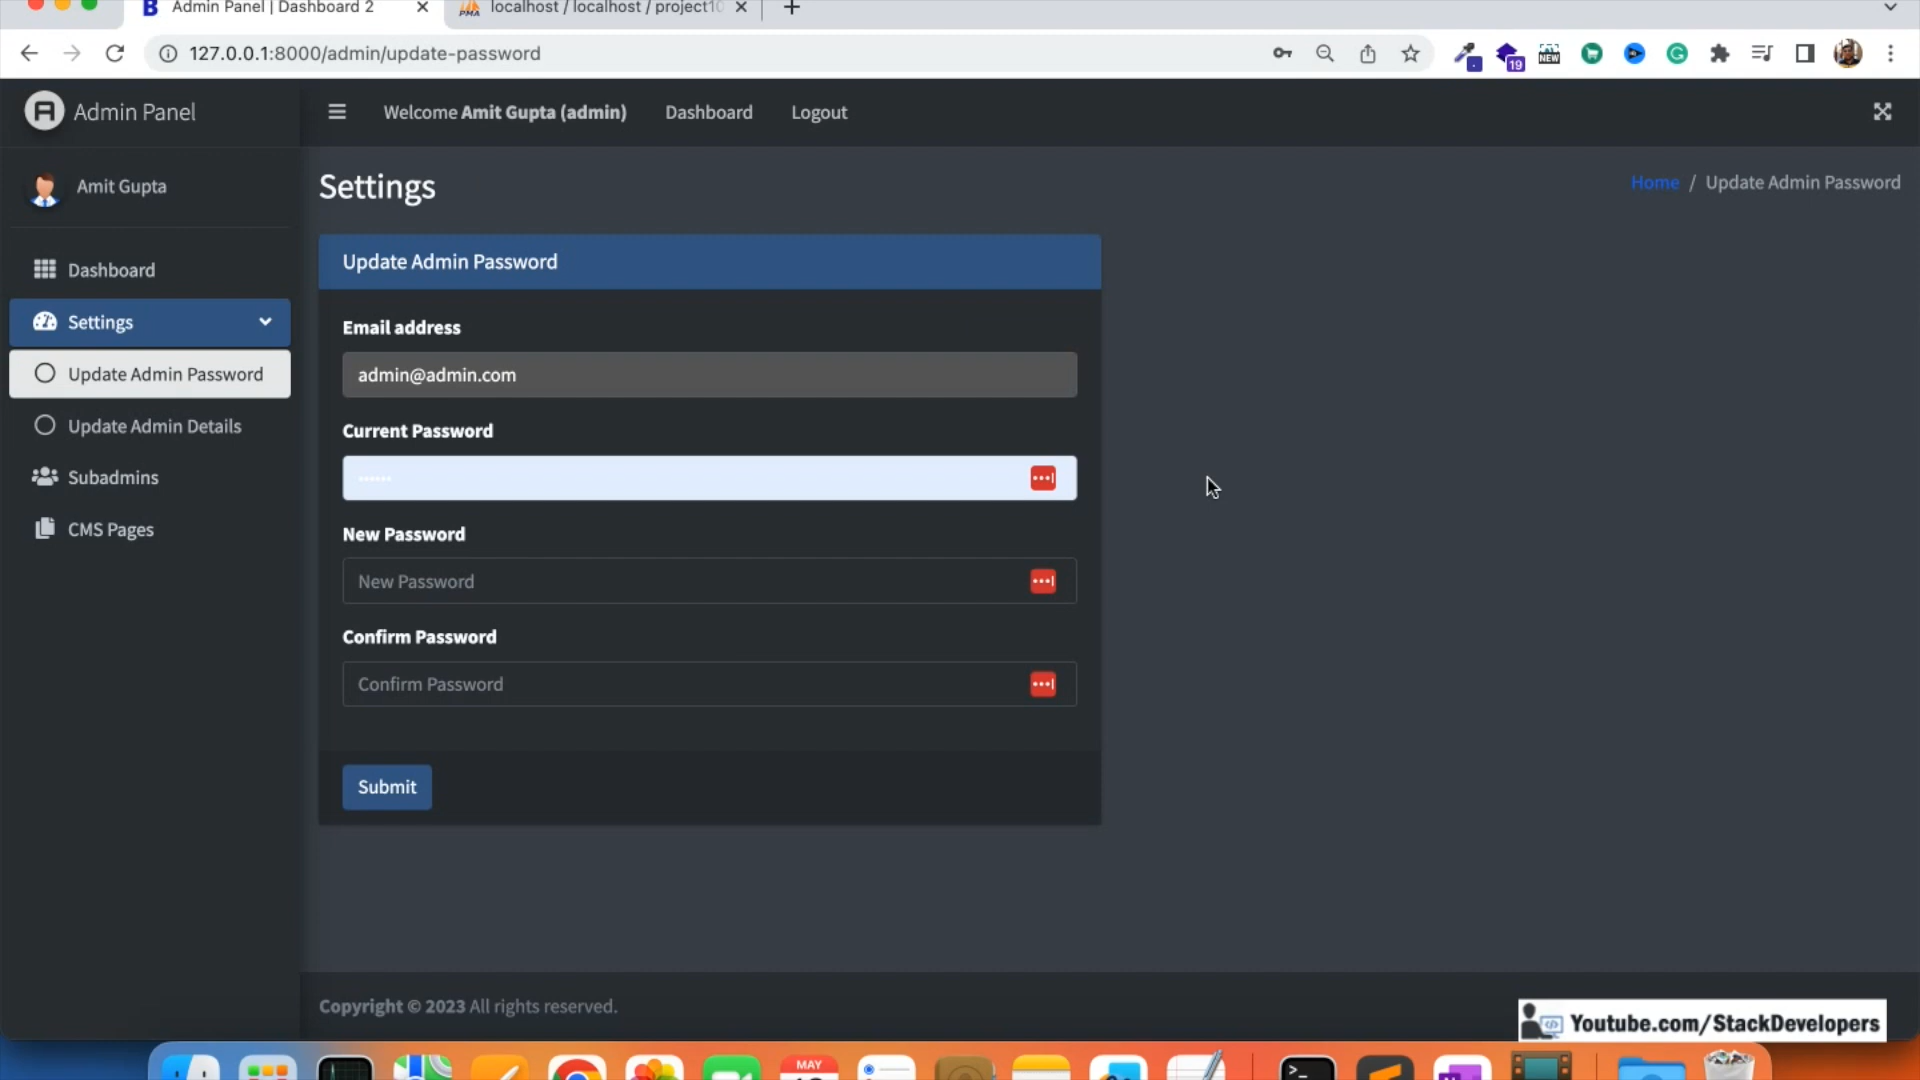 Admin Panel | Dashboard 2
localhost / localhost / project10
127.0.0.1:8000/admin/update-password
19
NEW
Admin Panel
Welcome Amit Gupta (admin)
Dashboard
Logout
Amit Gupta
Settings
Home / Update Admin Password
Dashboard
Settings
Update Admin Password
Update Admin Details
Subadmins
CMS Pages
Update Admin Password
Email address
admin@admin.com
Current Password
New Password
New Password
Confirm Password
Confirm Password
Submit
Copyright © 2023 All rights reserved.
Youtube.com/StackDevelopers
MAY